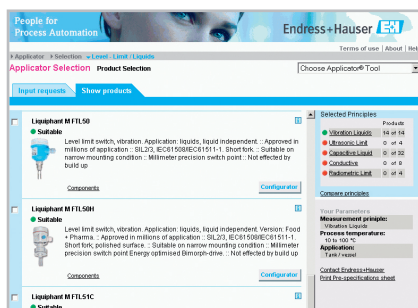 People for
Process Automation
Endress+Hauser EH
Terms of use | About | Help
Applicator > Selection > Level - Limit / Liquids
Applicator Selection Product Selection
Choose Applicator® Tool
Input requests
Show products
Liquiphant M FTL50
Suitable
Level limit switch, vibration. Application: liquids, liquid independent. :: Approved in
millions of application :: SIL2/3, IEC61508/IEC61511-1. Short fork. :: Suitable on
narrow mounting condition :: Millimeter precision switch point :: Not effected by
build up
Components
Configurator
Liquiphant M FTL50H
Suitable
Level limit switch, vibration. Application: liquids, liquid independent. Version: Food
+ Pharma. :: Approved in millions of application :: SIL2/3, IEC61508/IEC61511-1.
Short fork; polished surface. :: Suitable on narrow mounting condition :: Millimeter
precision switch point Energy optimised Bimorph-drive. :: Not effected by build up
Components
Configurator
Liquiphant M FTL51C
Suitable
Selected Principles
Products
Vibration Liquids 14 of 14
Ultrasonic Limit 0 of 4
Capacitive Liquid 0 of 32
Conductive 0 of 8
Radiometric Limit 0 of 4
Compare principles
Your Parameters
Measurement priniple:
Vibration Liquids
Process temperature:
10 to 100 °C
Application:
Tank / vessel
Contact Endress+Hauser
Print Pre-specifications sheet